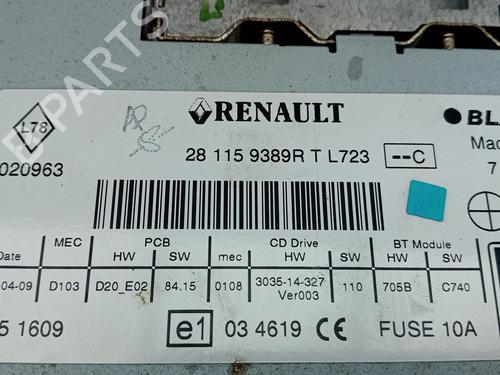 L78
RENAULT
BL
020963
28 115 9389R T L723
--C
Mad
7
Date MEC PCB CD Drive BT Module
HW SW mec HW SW HW SW
-04-09 D103 D20_E02 84.15 0108 3035-14-327 Ver003 110 705B C740
5 1609
e1
03 4619 CE
FUSE 10A